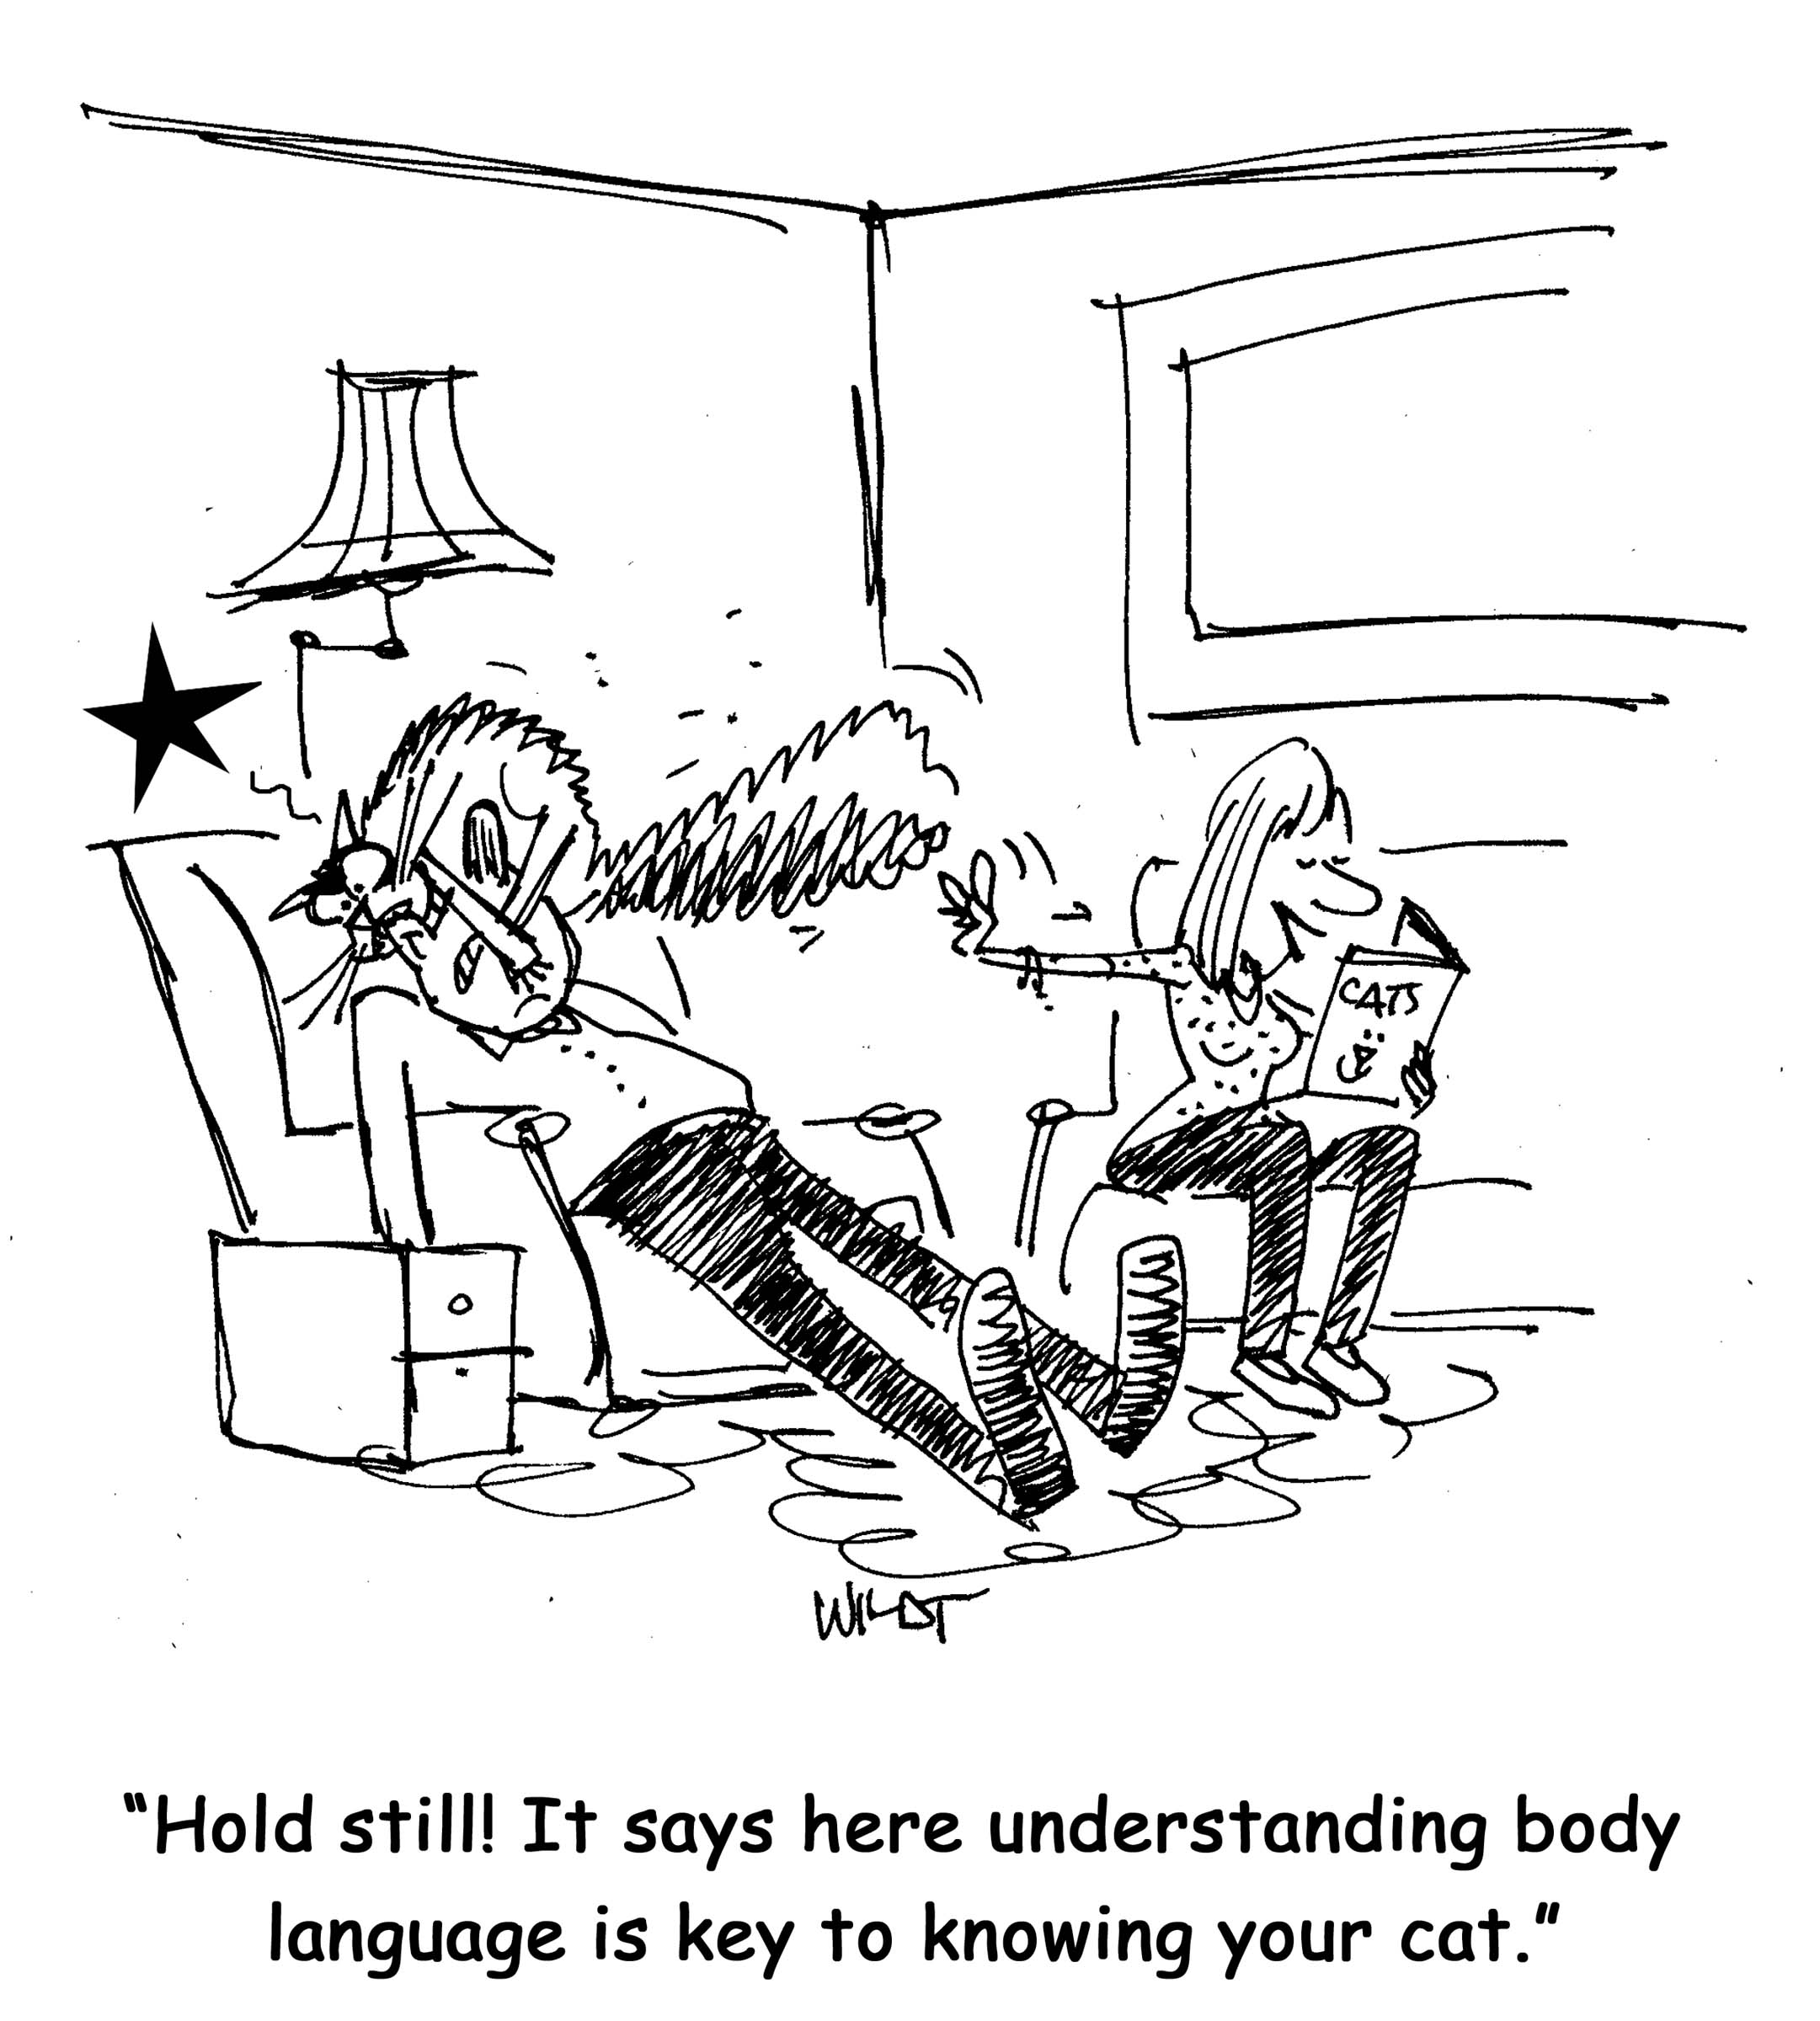 CATS
WILDT
"Hold still! It says here understanding body
language is key to knowing your cat."